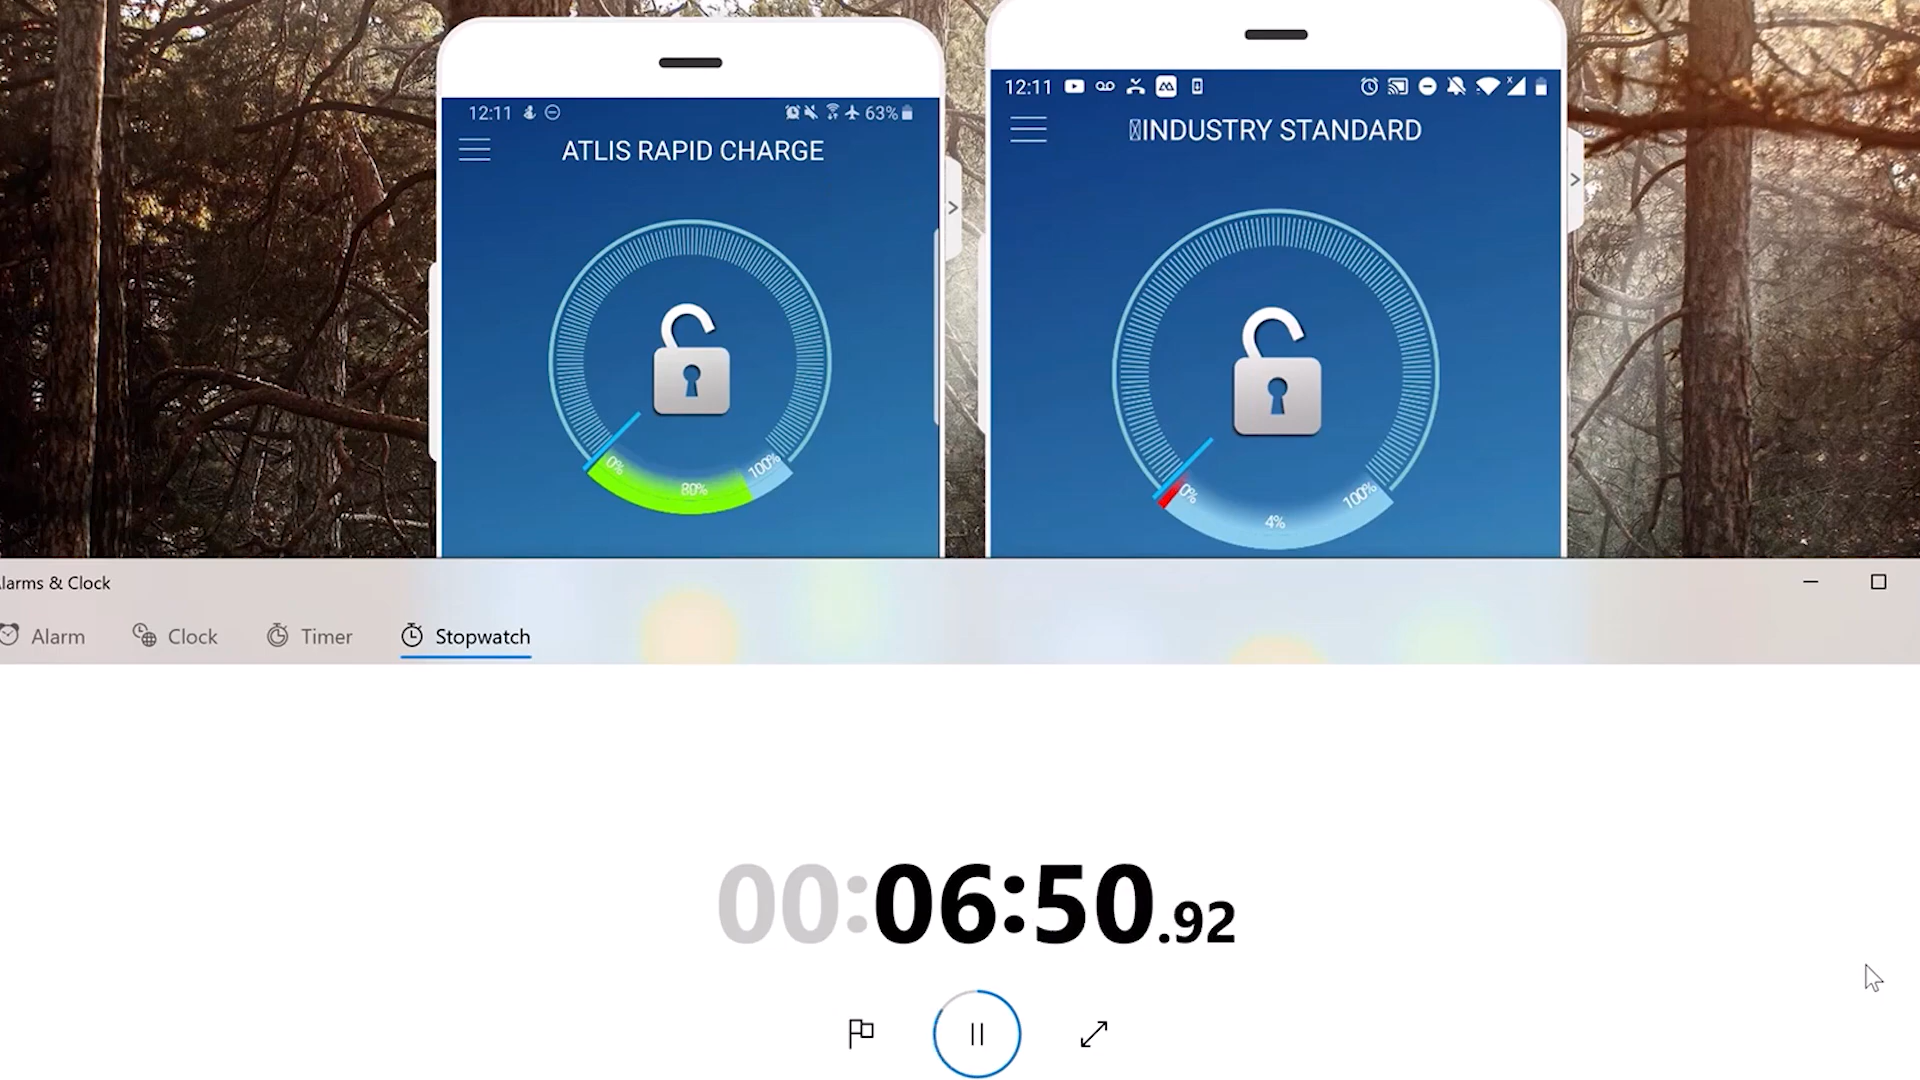 12:11
63%
ATLIS RAPID CHARGE
0%
80%
100%
12:11
INDUSTRY STANDARD
0%
4%
100%
larms & Clock
Alarm
Clock
Timer
Stopwatch
00:06:50.92